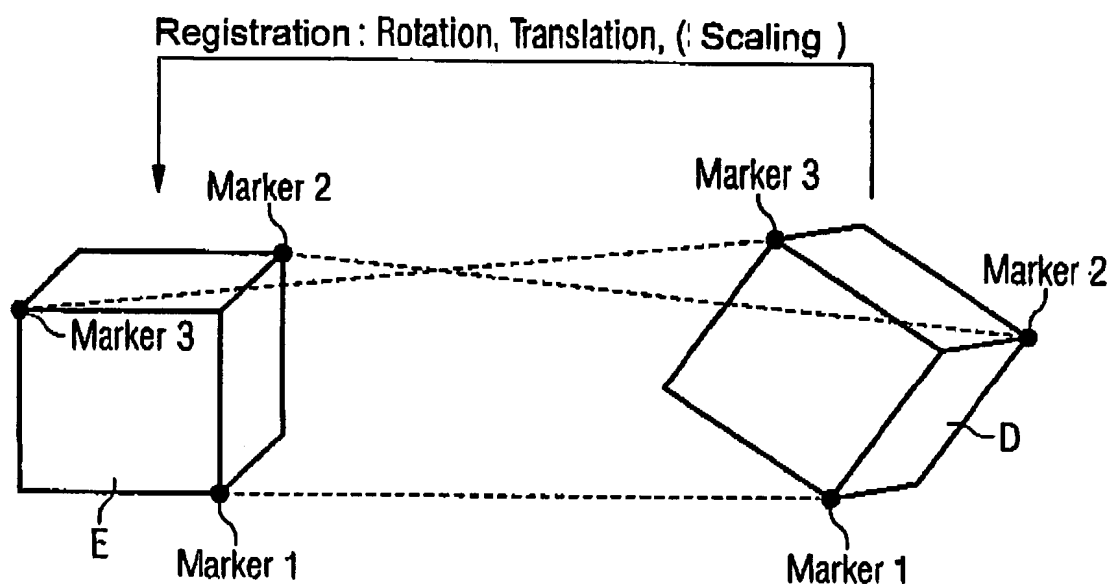 Registration : Rotation, Translation, (: Scaling )
Marker 3
Marker 2
Marker 2
Marker 3
D
E
Marker 1
Marker 1